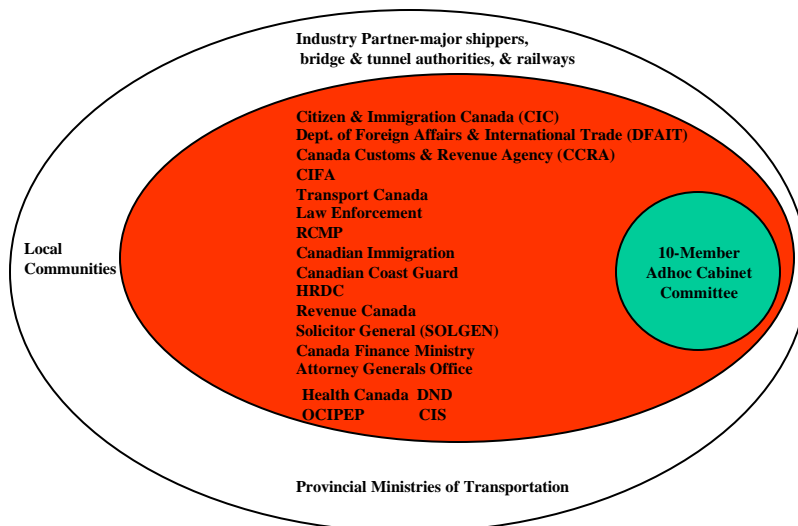 Industry Partner-major shippers,
bridge & tunnel authorities, & railways
Citizen & Immigration Canada (CIC)
Dept. of Foreign Affairs & International Trade (DFAIT)
Canada Customs & Revenue Agency (CCRA)
CIFA
Transport Canada
Law Enforcement
RCMP
Canadian Immigration
Canadian Coast Guard
HRDC
Revenue Canada
Solicitor General (SOLGEN)
Canada Finance Ministry
Attorney Generals Office
Health Canada DND
OCIPEP CIS
Local
Communities
10-Member
Adhoc Cabinet
Committee
Provincial Ministries of Transportation